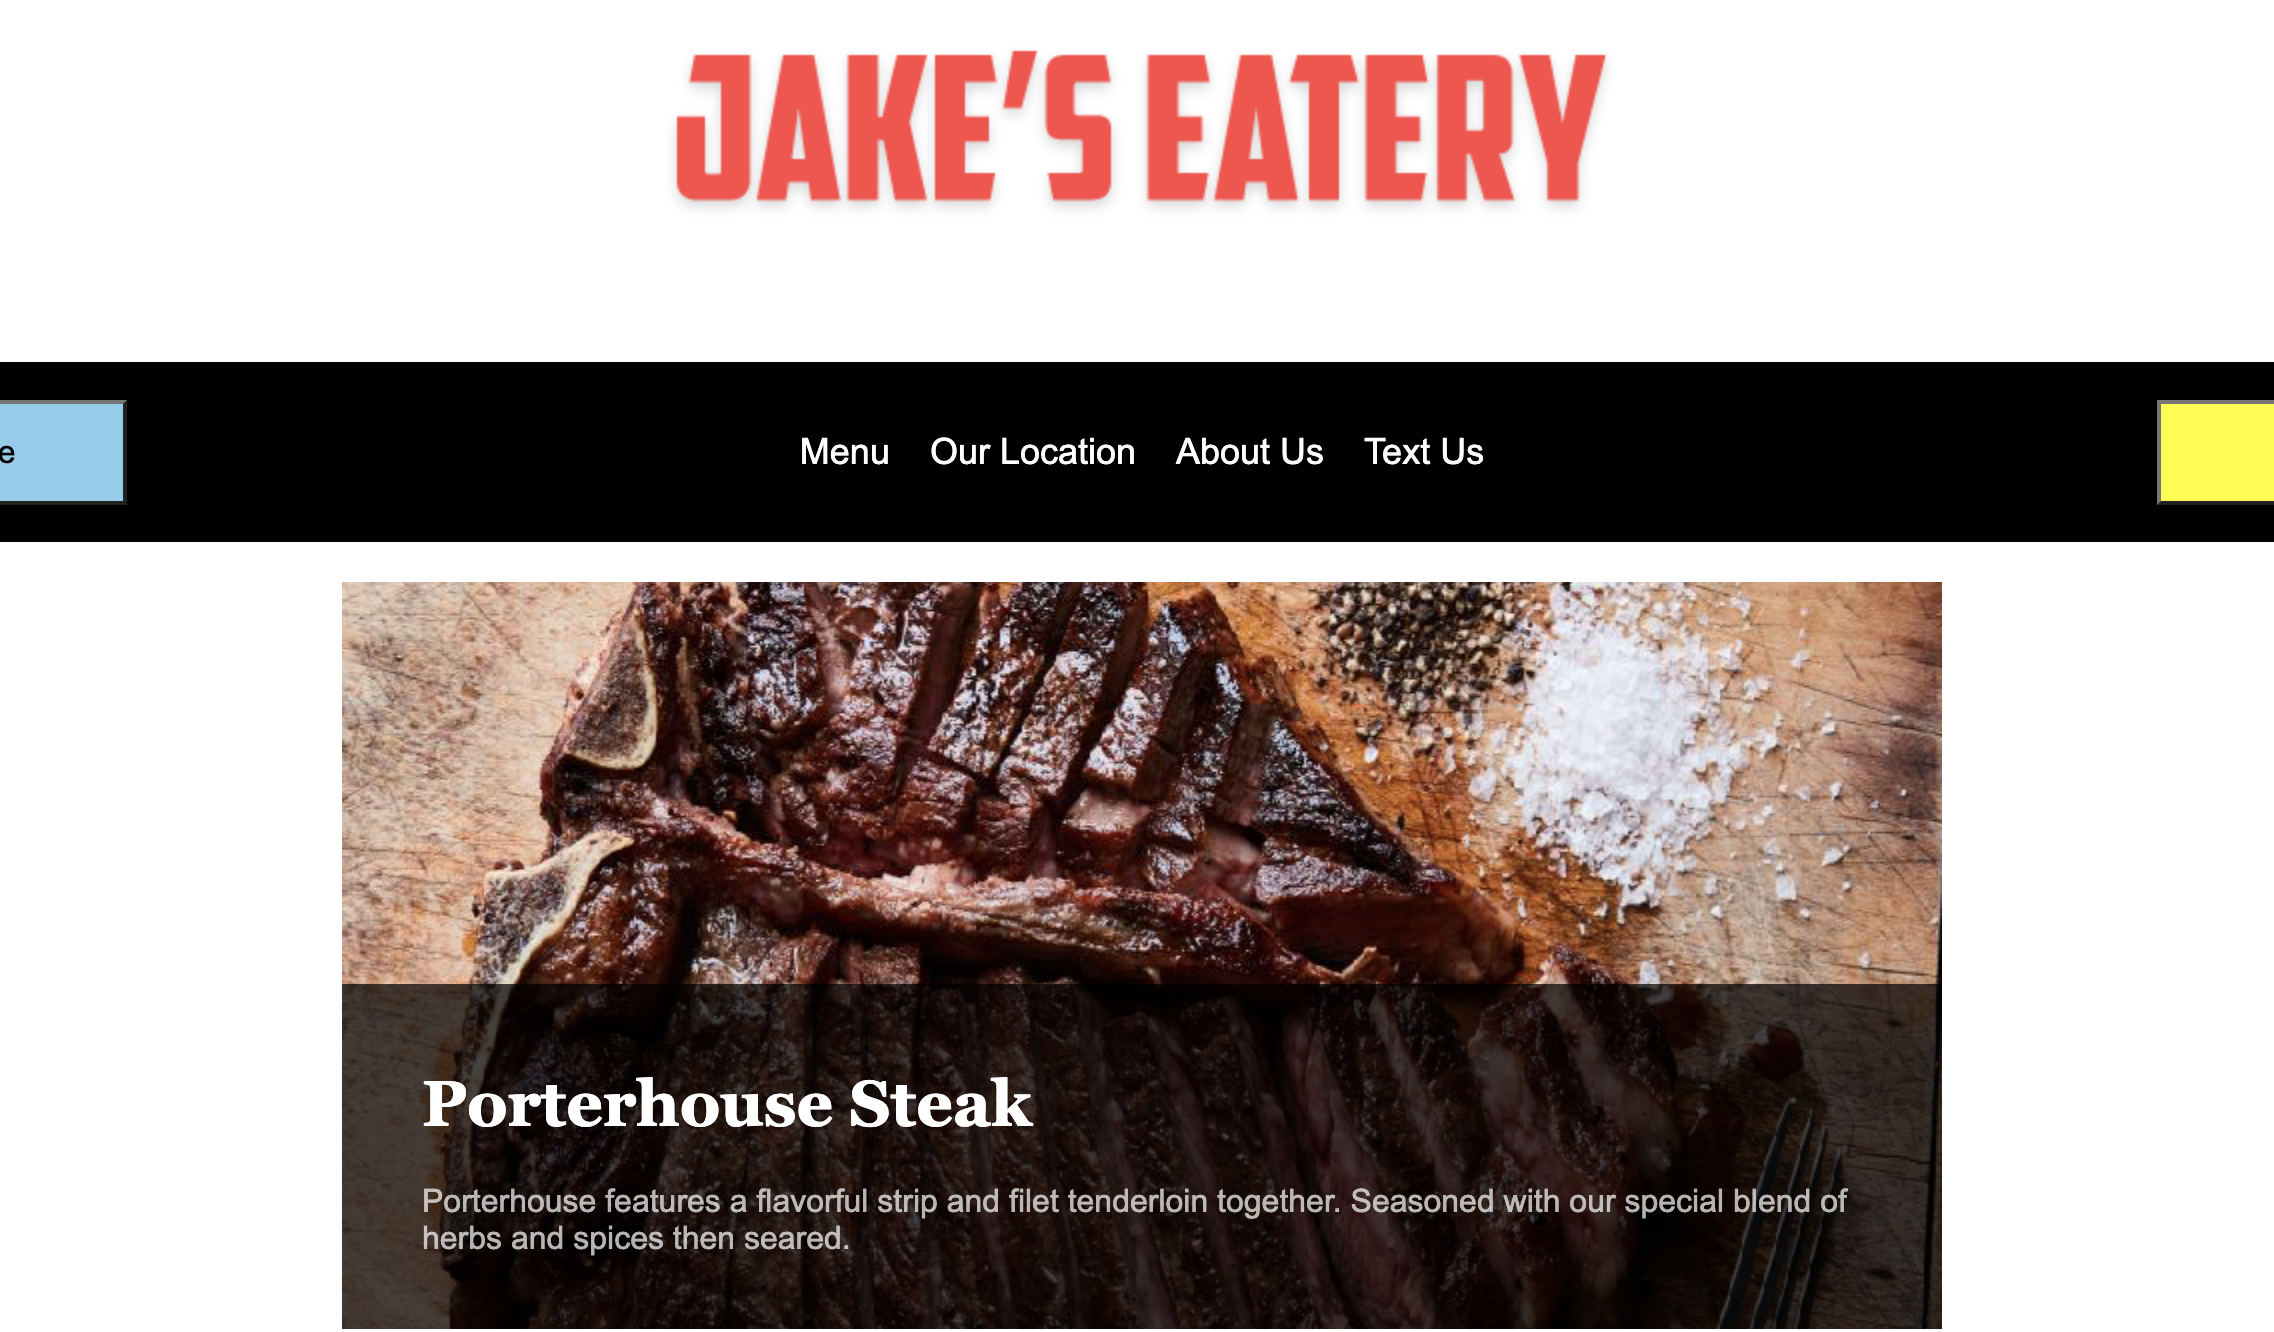 JAKE'S EATERY
e
Menu Our Location About Us Text Us
Porterhouse Steak
Porterhouse features a flavorful strip and filet tenderloin together. Seasoned with our special blend of
herbs and spices then seared.